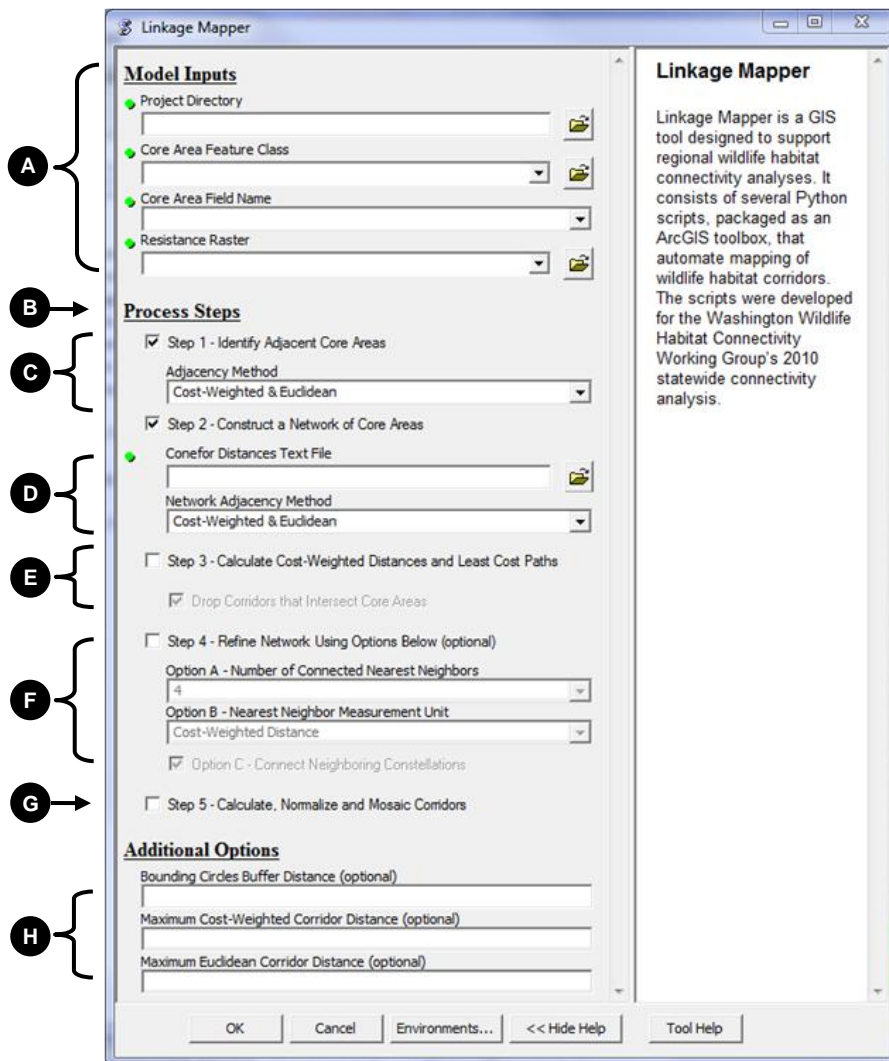 Linkage Mapper
A
Model Inputs
Project Directory
Core Area Feature Class
Core Area Field Name
Resistance Raster
B
Process Steps
C
Step 1 - Identify Adjacent Core Areas
Adjacency Method
Cost-Weighted & Euclidean
Step 2 - Construct a Network of Core Areas
D
Conefor Distances Text File
Network Adjacency Method
Cost-Weighted & Euclidean
E
Step 3 - Calculate Cost-Weighted Distances and Least Cost Paths
Drop Corridors that Intersect Core Areas
F
Step 4 - Refine Network Using Options Below (optional)
Option A - Number of Connected Nearest Neighbors
4
Option B - Nearest Neighbor Measurement Unit
Cost-Weighted Distance
Option C - Connect Neighboring Constellations
G
Step 5 - Calculate, Normalize and Mosaic Corridors
Additional Options
H
Bounding Circles Buffer Distance (optional)
Maximum Cost-Weighted Corridor Distance (optional)
Maximum Euclidean Corridor Distance (optional)
Linkage Mapper
Linkage Mapper is a GIS
tool designed to support
regional wildlife habitat
connectivity analyses. It
consists of several Python
scripts, packaged as an
ArcGIS toolbox, that
automate mapping of
wildlife habitat corridors.
The scripts were developed
for the Washington Wildlife
Habitat Connectivity
Working Group's 2010
statewide connectivity
analysis.
OK
Cancel
Environments...
<< Hide Help
Tool Help